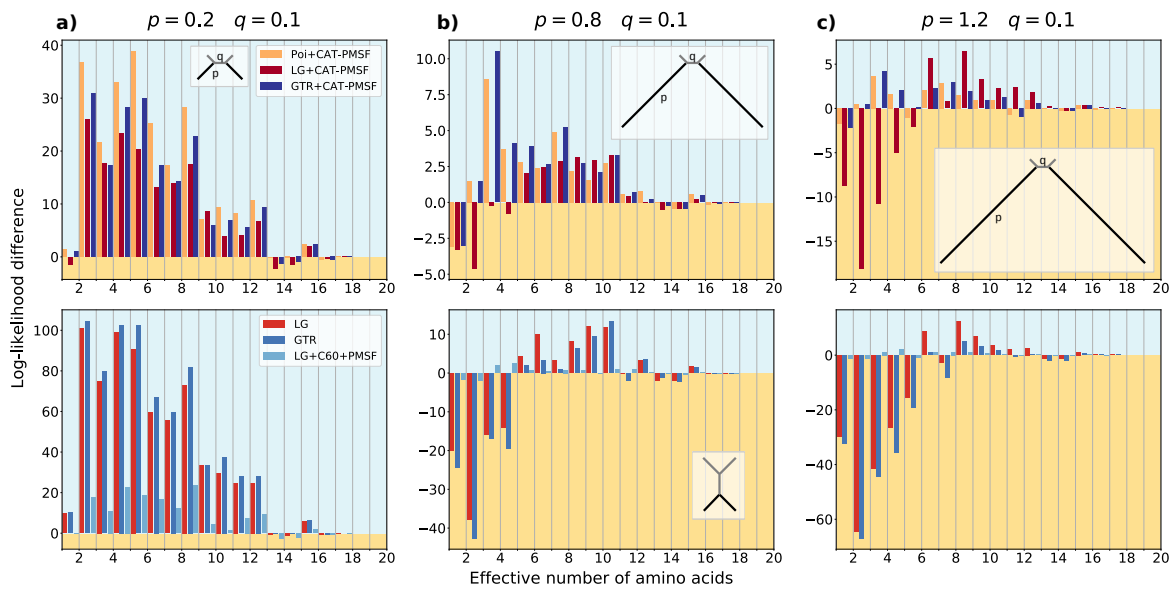 a) p = 0.2 q = 0.1
b) p = 0.8 q = 0.1
c) p = 1.2 q = 0.1
Log-likelihood difference
40
30
20
10
0
q
p
Poi+CAT-PMSF
LG+CAT-PMSF
GTR+CAT-PMSF
2 4 6 8 10 12 14 16 18 20
10.0
7.5
5.0
2.5
0.0
−2.5
−5.0
q
p
2 4 6 8 10 12 14 16 18 20
5
0
−5
−10
−15
q
p
2 4 6 8 10 12 14 16 18 20
100
80
60
40
20
0
LG
GTR
LG+C60+PMSF
2 4 6 8 10 12 14 16 18 20
10
0
−10
−20
−30
−40
2 4 6 8 10 12 14 16 18 20
0
−20
−40
−60
2 4 6 8 10 12 14 16 18 20
Effective number of amino acids